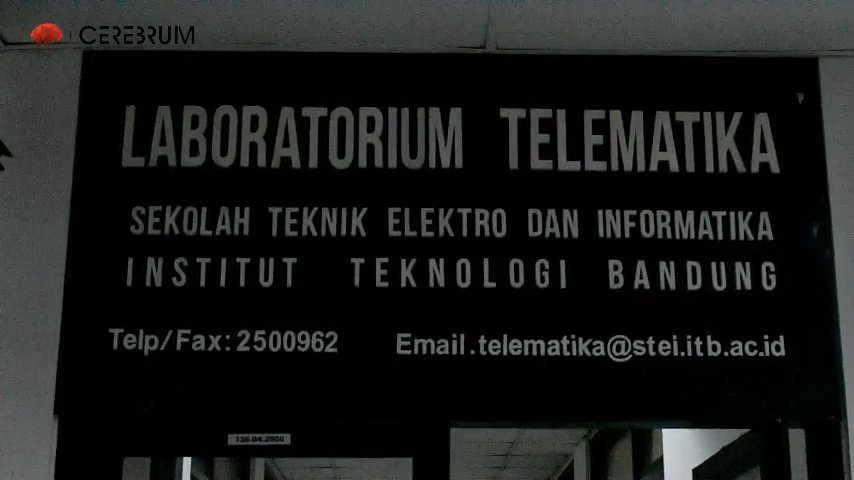 CEREBRUM
LABORATORIUM TELEMATIKA
SEKOLAH TEKNIK ELEKTRO DAN INFORMATIKA
INSTITUT TEKNOLOGI BANDUNG
Telp/Fax: 2500962 Email.telematika@stei.itb.ac.id